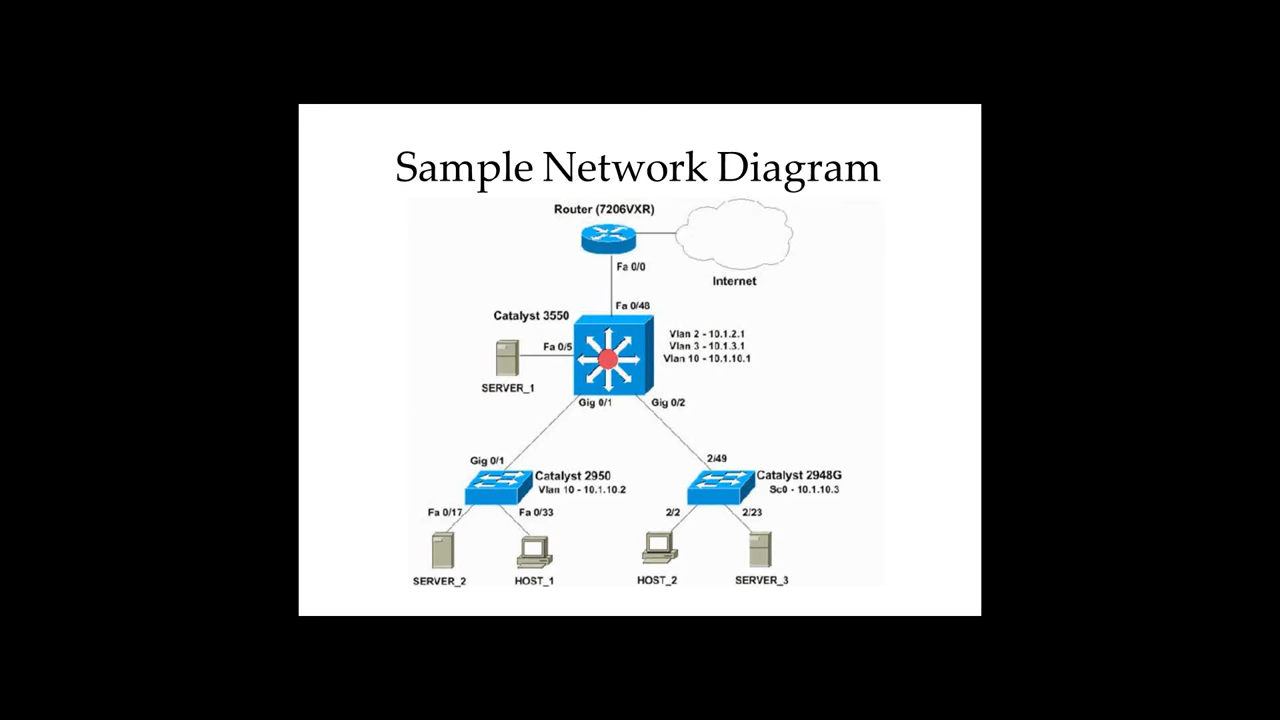 Sample Network Diagram
Router (7206VXR)
Fa 0/0
Internet
Fa 0/48
Catalyst 3550
Vlan 2 - 10.1.2.1
Vlan 3 - 10.1.3.1
Vlan 10 - 10.1.10.1
Fa 0/5
SERVER_1
Gig 0/1
Gig 0/2
Gig 0/1
2/49
Catalyst 2950
Vlan 10 - 10.1.10.2
Catalyst 2948G
Sc0 - 10.1.10.3
Fa 0/17
Fa 0/33
2/2
2/23
SERVER_2
HOST_1
HOST_2
SERVER_3